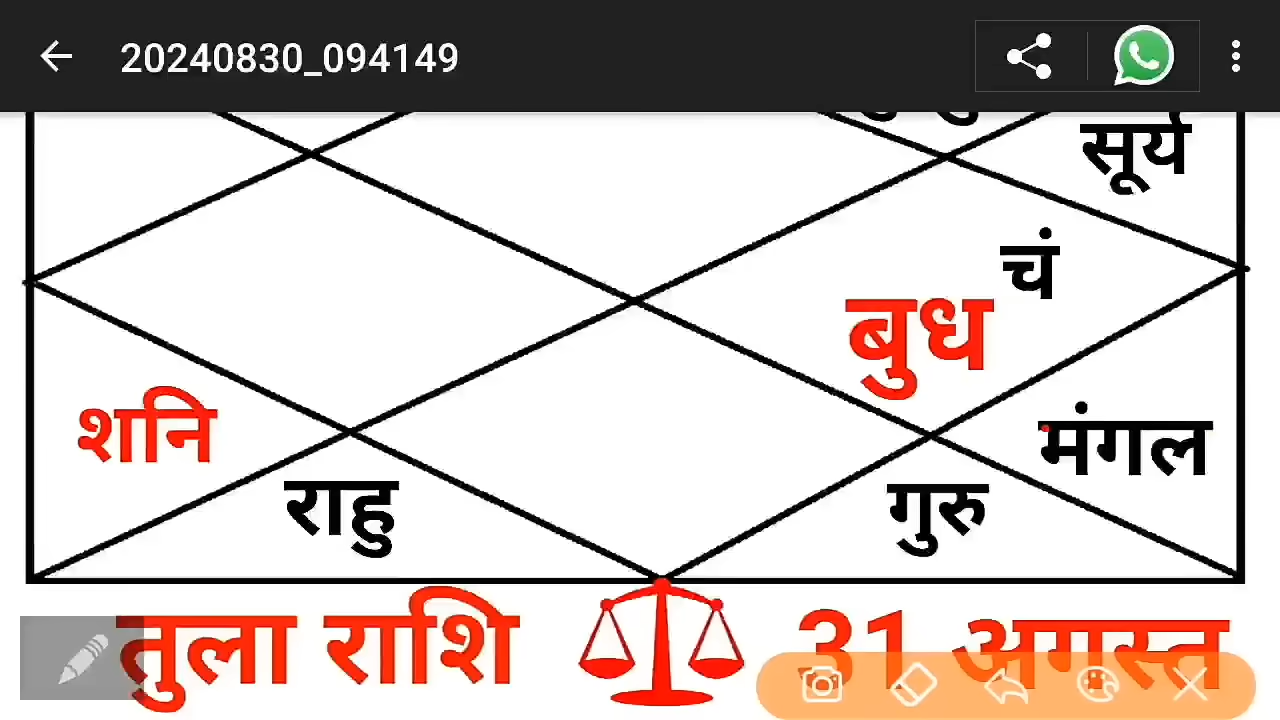 20240830_094149
सूर्य
चं
बुध
शनि
मंगल
राहु
गुरु
तुला राशि
31 अगस्त